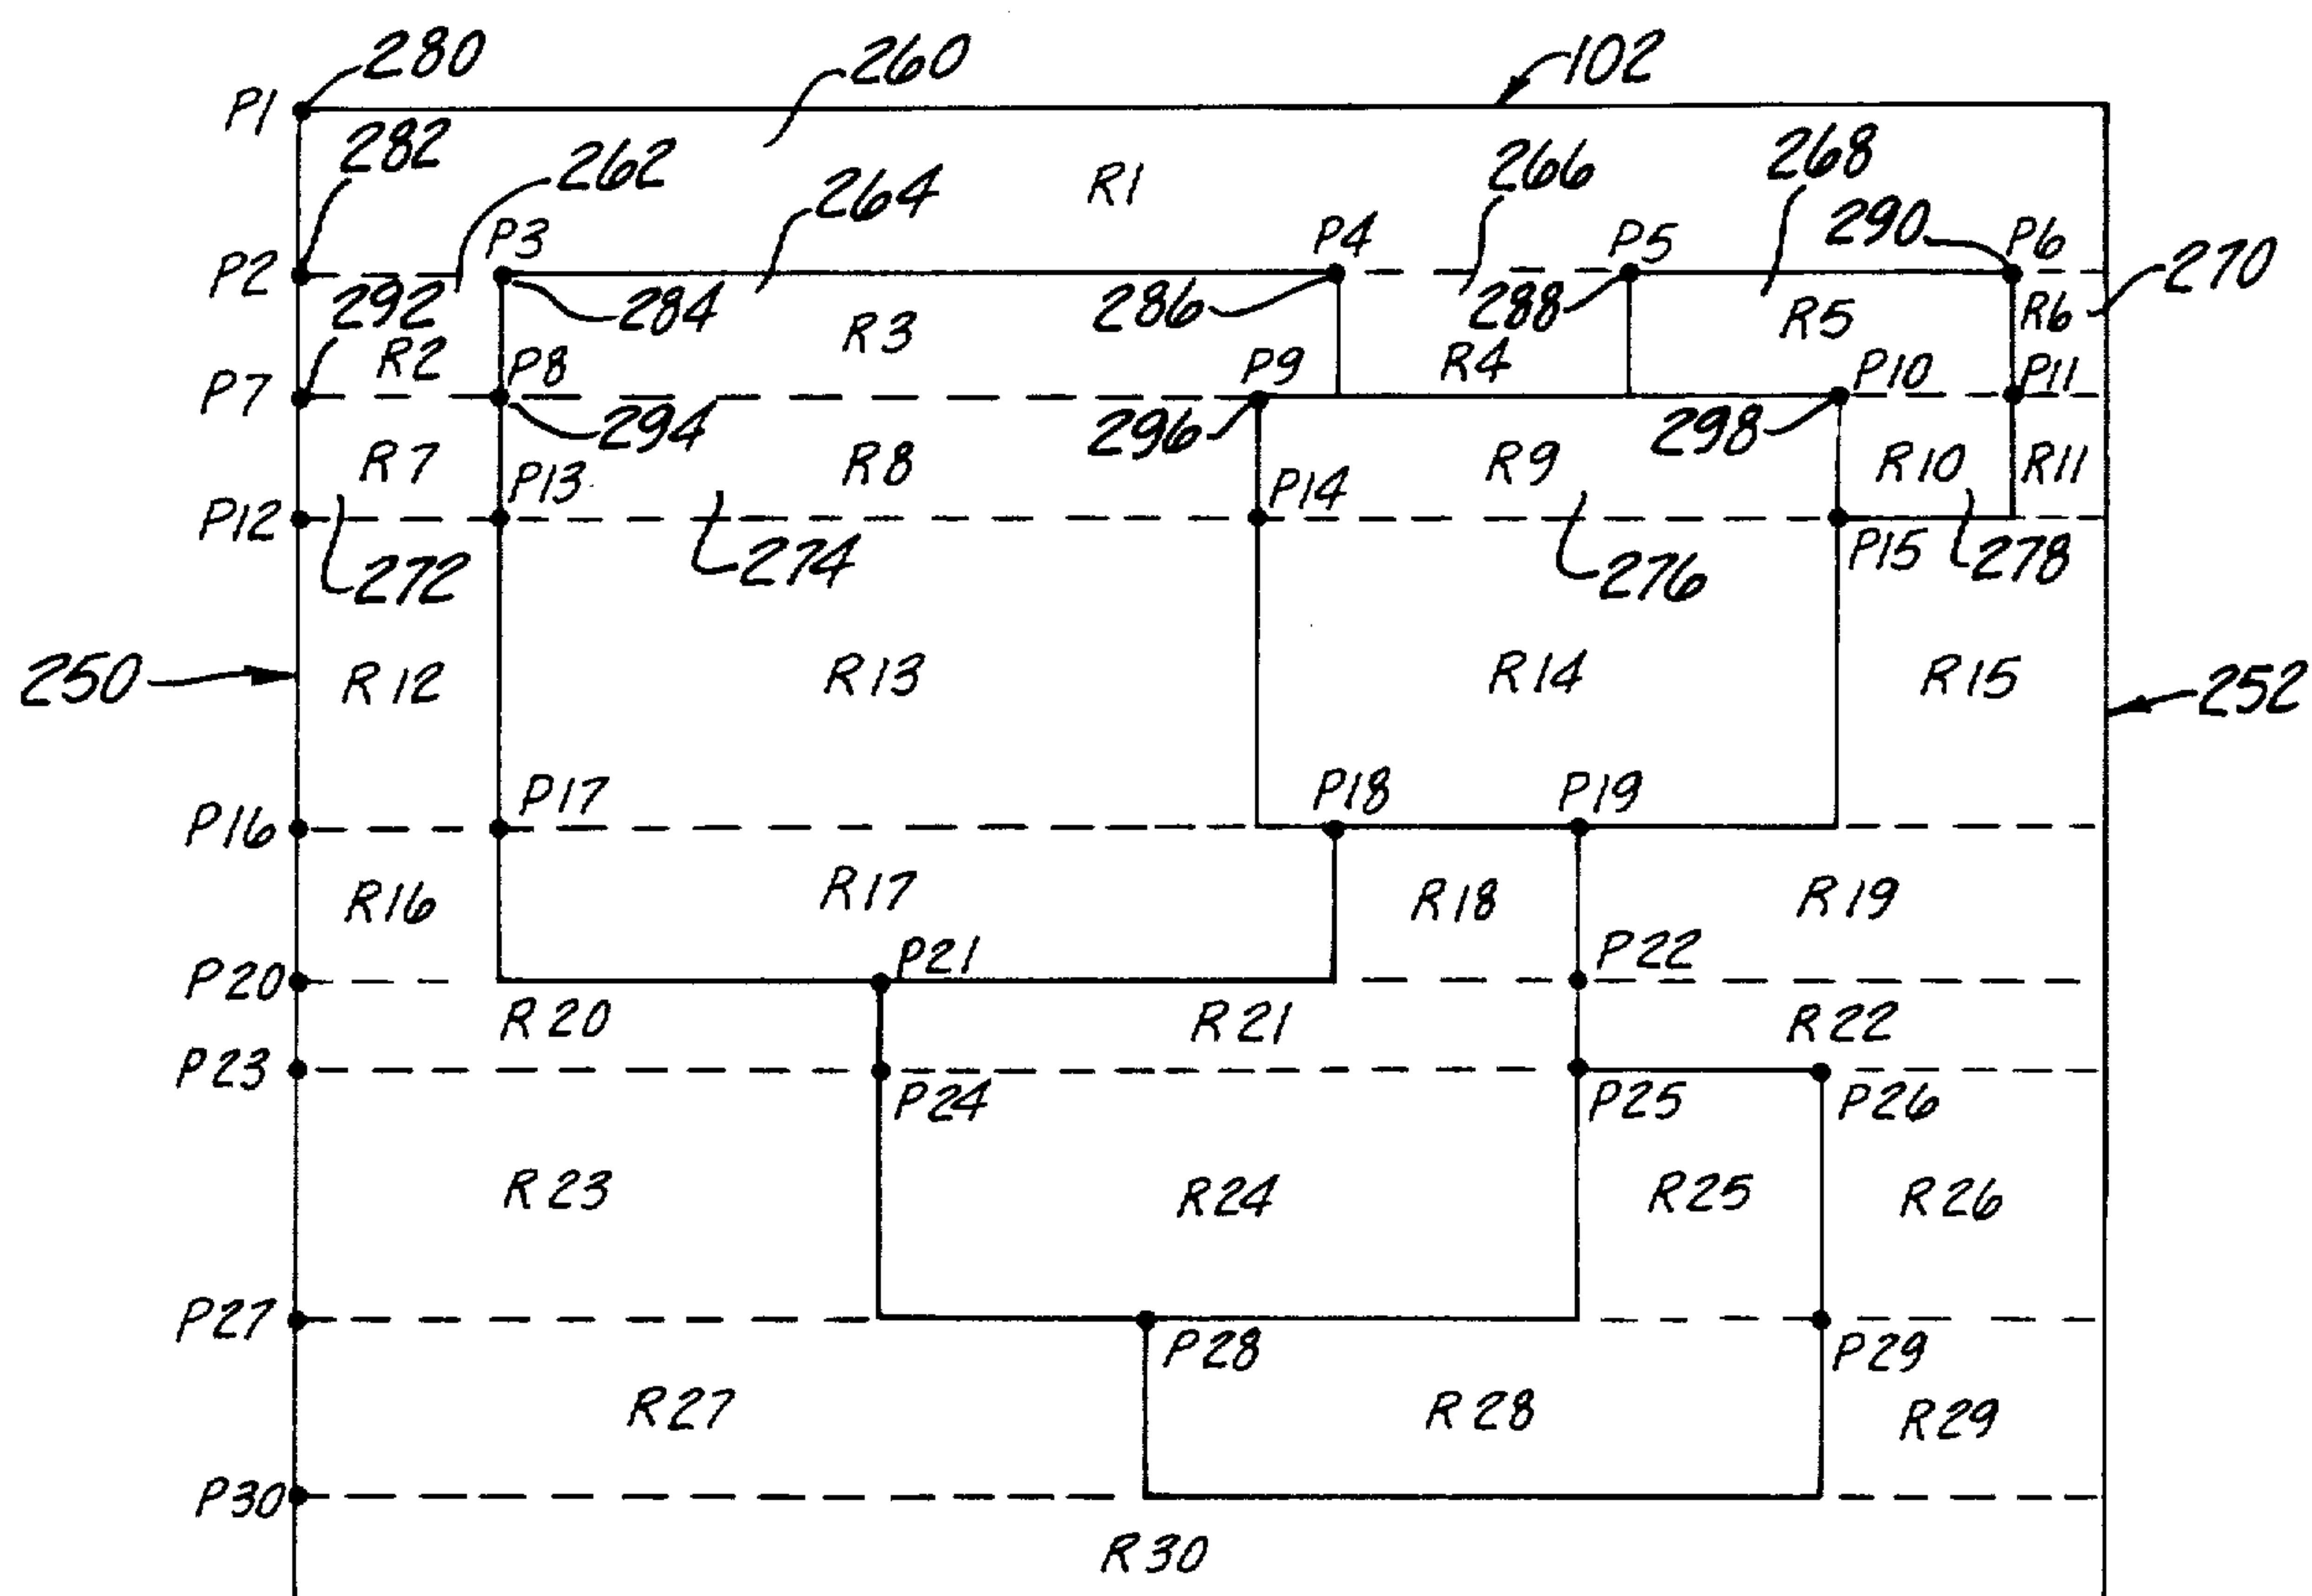 280 260 102
P1
282 262 264 R1 266 268 290
P2 P3 P4 P5 P6 270
292 284 R3 286 288 R5 R6
P7 R2 P8 P9 R4 P10 P11
294 296 298
R7 P13 R8 P14 R9 R10 R11
P12 P15
272 274 276 278
250 R12 R13 R14 R15 252
P16 P17 P18 P19
R16 R17 R18 R19
P20 P21 P22
R20 R21 R22
P23 P24 P25 P26
R23 R24 R25 R26
P27 P28 P29
R27 R28 R29
P30
R30